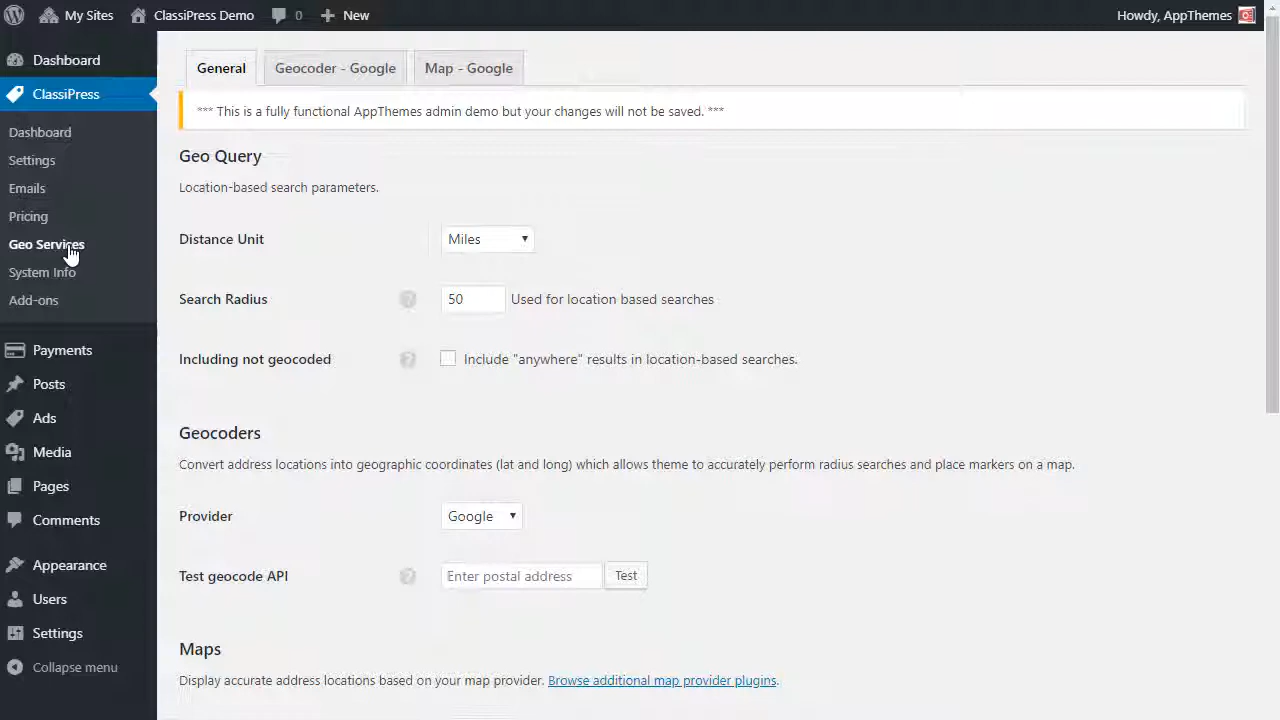 My Sites ClassiPress Demo 0 New Howdy, AppThemes
Dashboard
ClassiPress
Dashboard
Settings
Emails
Pricing
Geo Services
System Info
Add-ons
Payments
Posts
Ads
Media
Pages
Comments
Appearance
Users
Settings
Collapse menu
General Geocoder - Google Map - Google
*** This is a fully functional AppThemes admin demo but your changes will not be saved. ***
Geo Query
Location-based search parameters.
Distance Unit Miles
Search Radius ? 50 Used for location based searches
Including not geocoded ? Include "anywhere" results in location-based searches.
Geocoders
Convert address locations into geographic coordinates (lat and long) which allows theme to accurately perform radius searches and place markers on a map.
Provider Google
Test geocode API ? Enter postal address Test
Maps
Display accurate address locations based on your map provider. Browse additional map provider plugins.